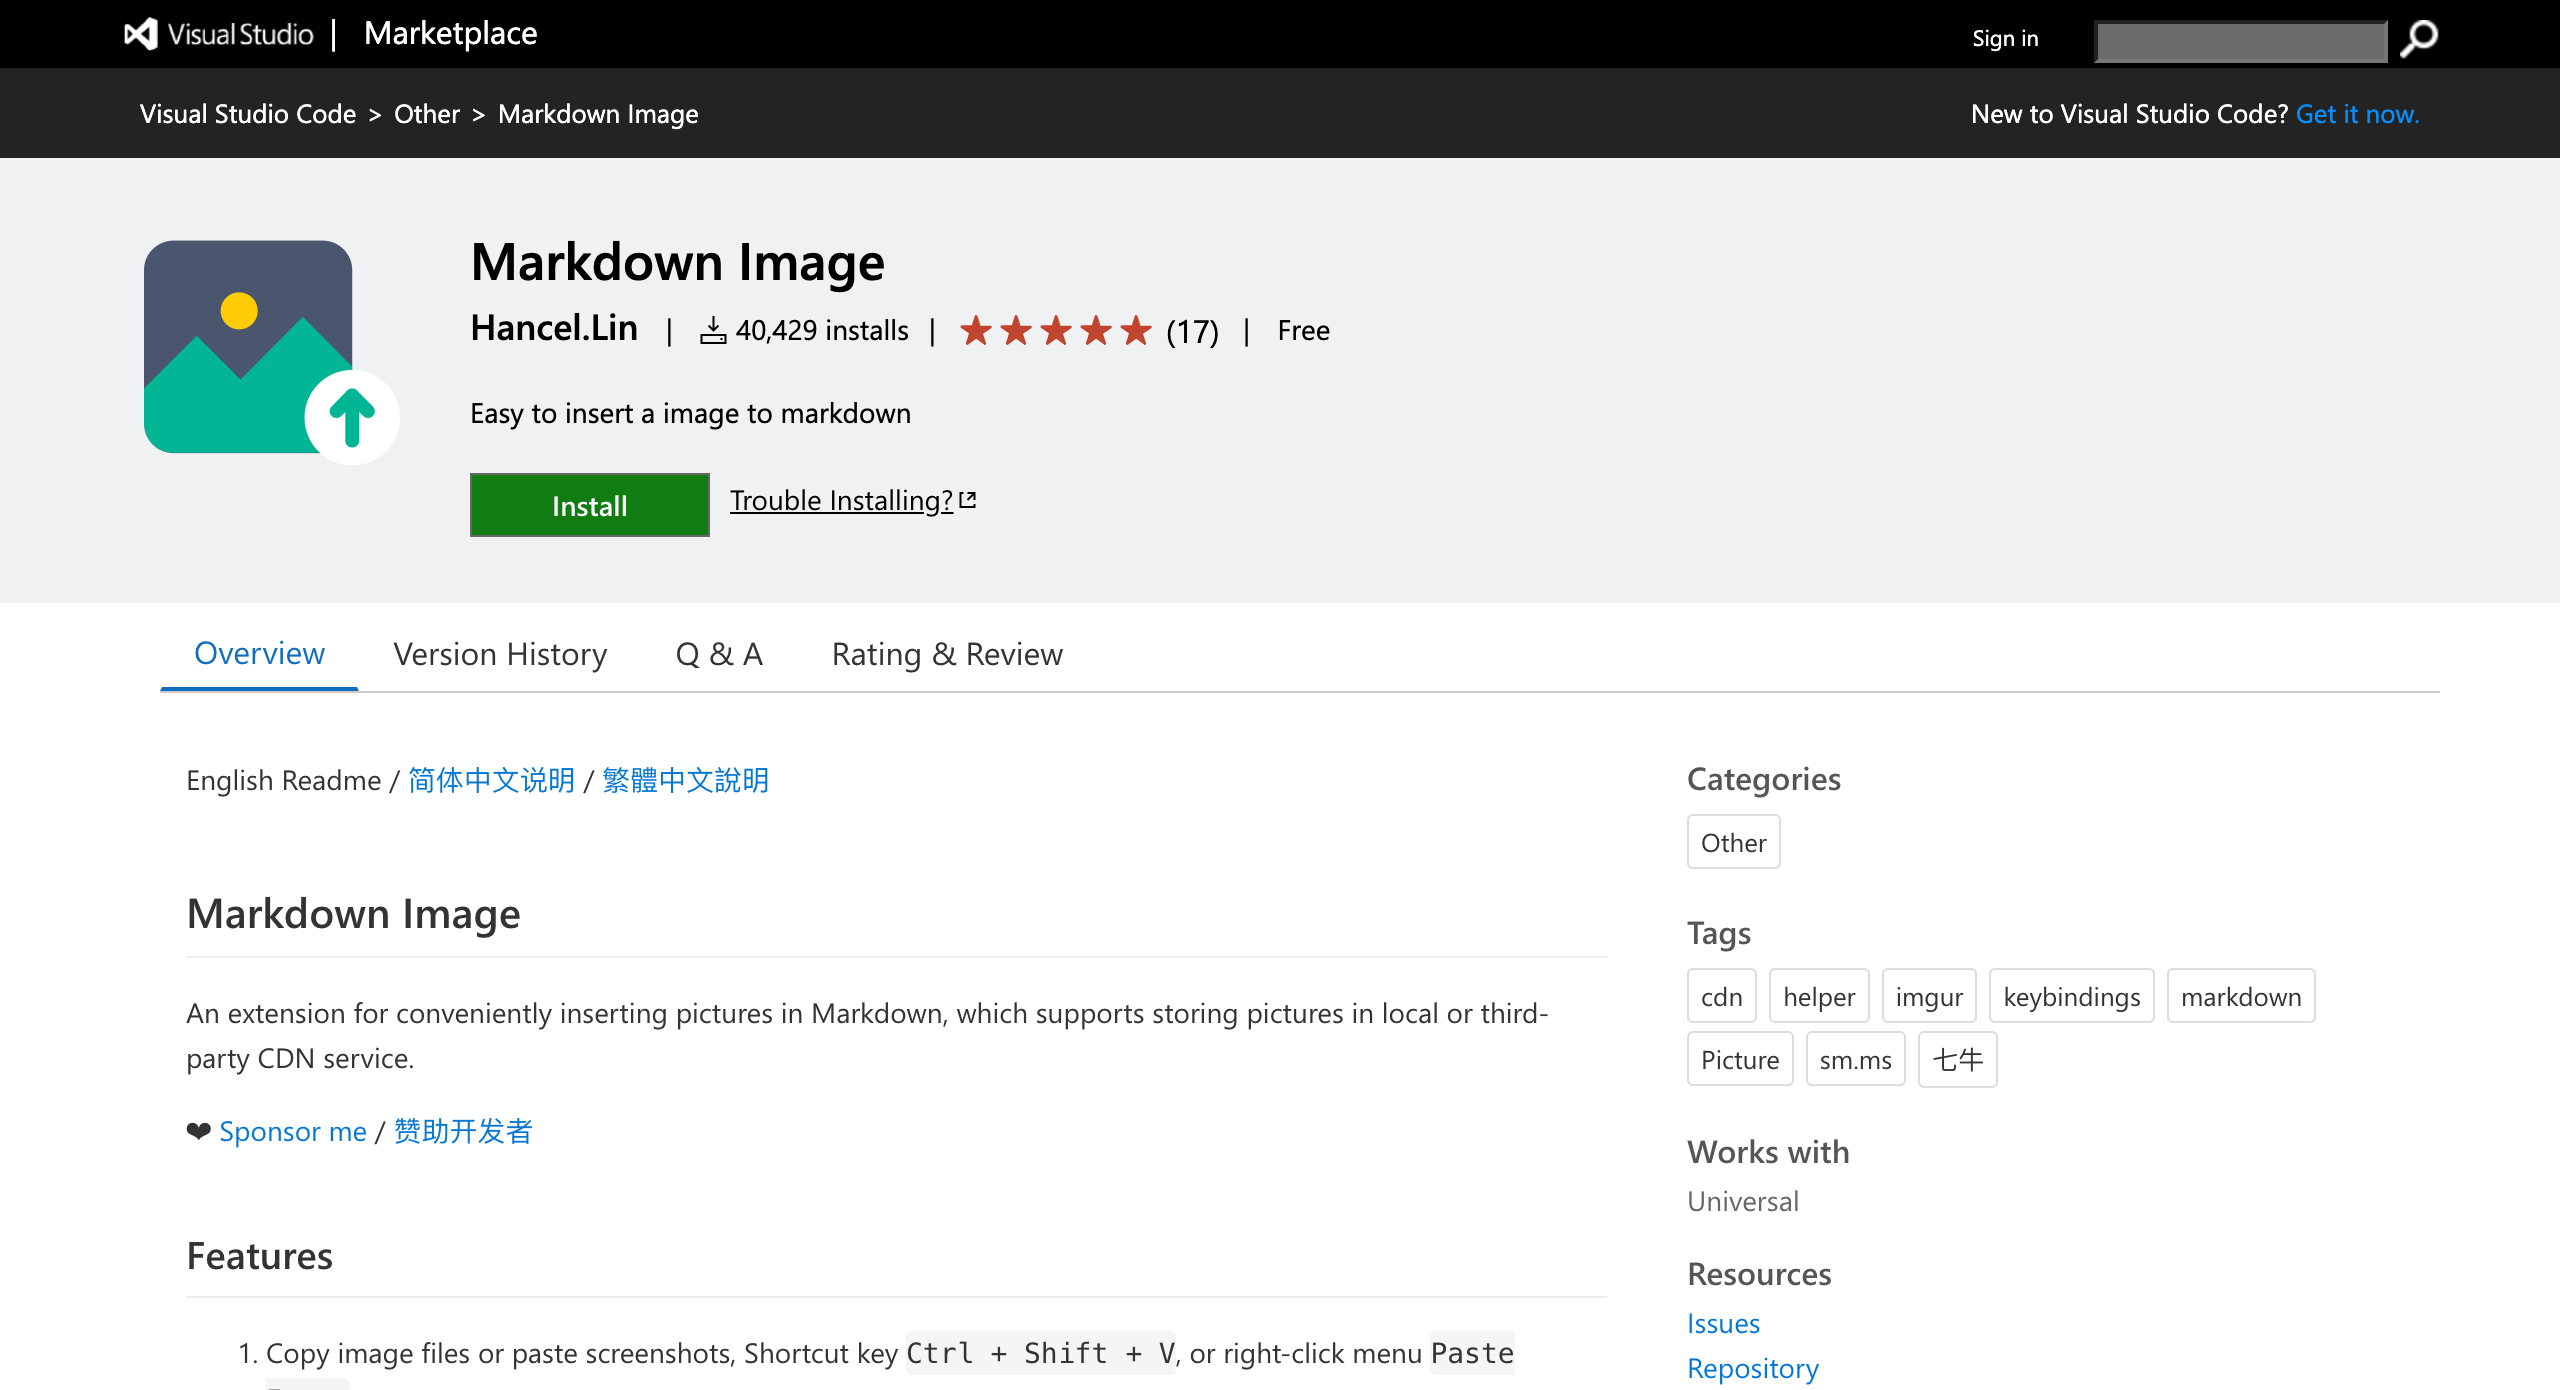 Visual Studio | Marketplace
Sign in
Visual Studio Code > Other > Markdown Image
New to Visual Studio Code? Get it now.
Markdown Image
Hancel.Lin | 40,429 installs | (17) | Free
Easy to insert a image to markdown
Install
Trouble Installing?
Overview
Version History
Q & A
Rating & Review
English Readme / 简体中文说明 / 繁體中文說明
Markdown Image
An extension for conveniently inserting pictures in Markdown, which supports storing pictures in local or third-
party CDN service.
❤ Sponsor me / 赞助开发者
Features
1. Copy image files or paste screenshots, Shortcut key Ctrl + Shift + V, or right-click menu Paste
Categories
Other
Tags
cdn helper imgur keybindings markdown
Picture sm.ms 七牛
Works with
Universal
Resources
Issues
Repository